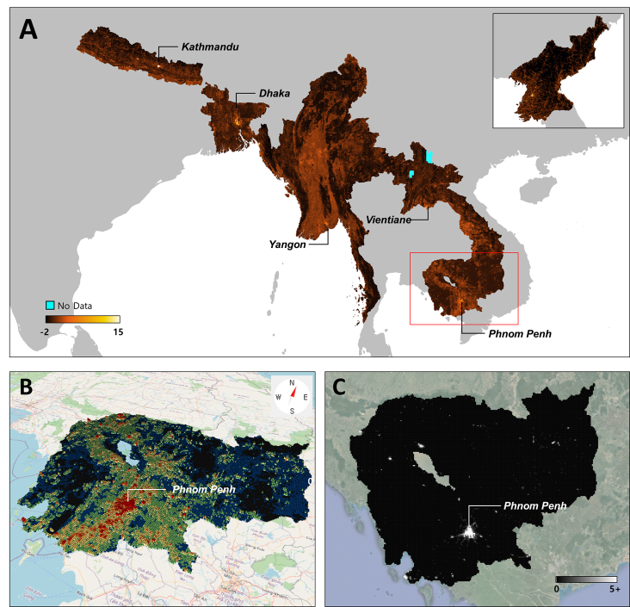 A
Kathmandu
Dhaka
Vientiane
Yangon
Phnom Penh
No Data
-2
15
B
N
W
E
S
Phnom Penh
C
Phnom Penh
0
5+